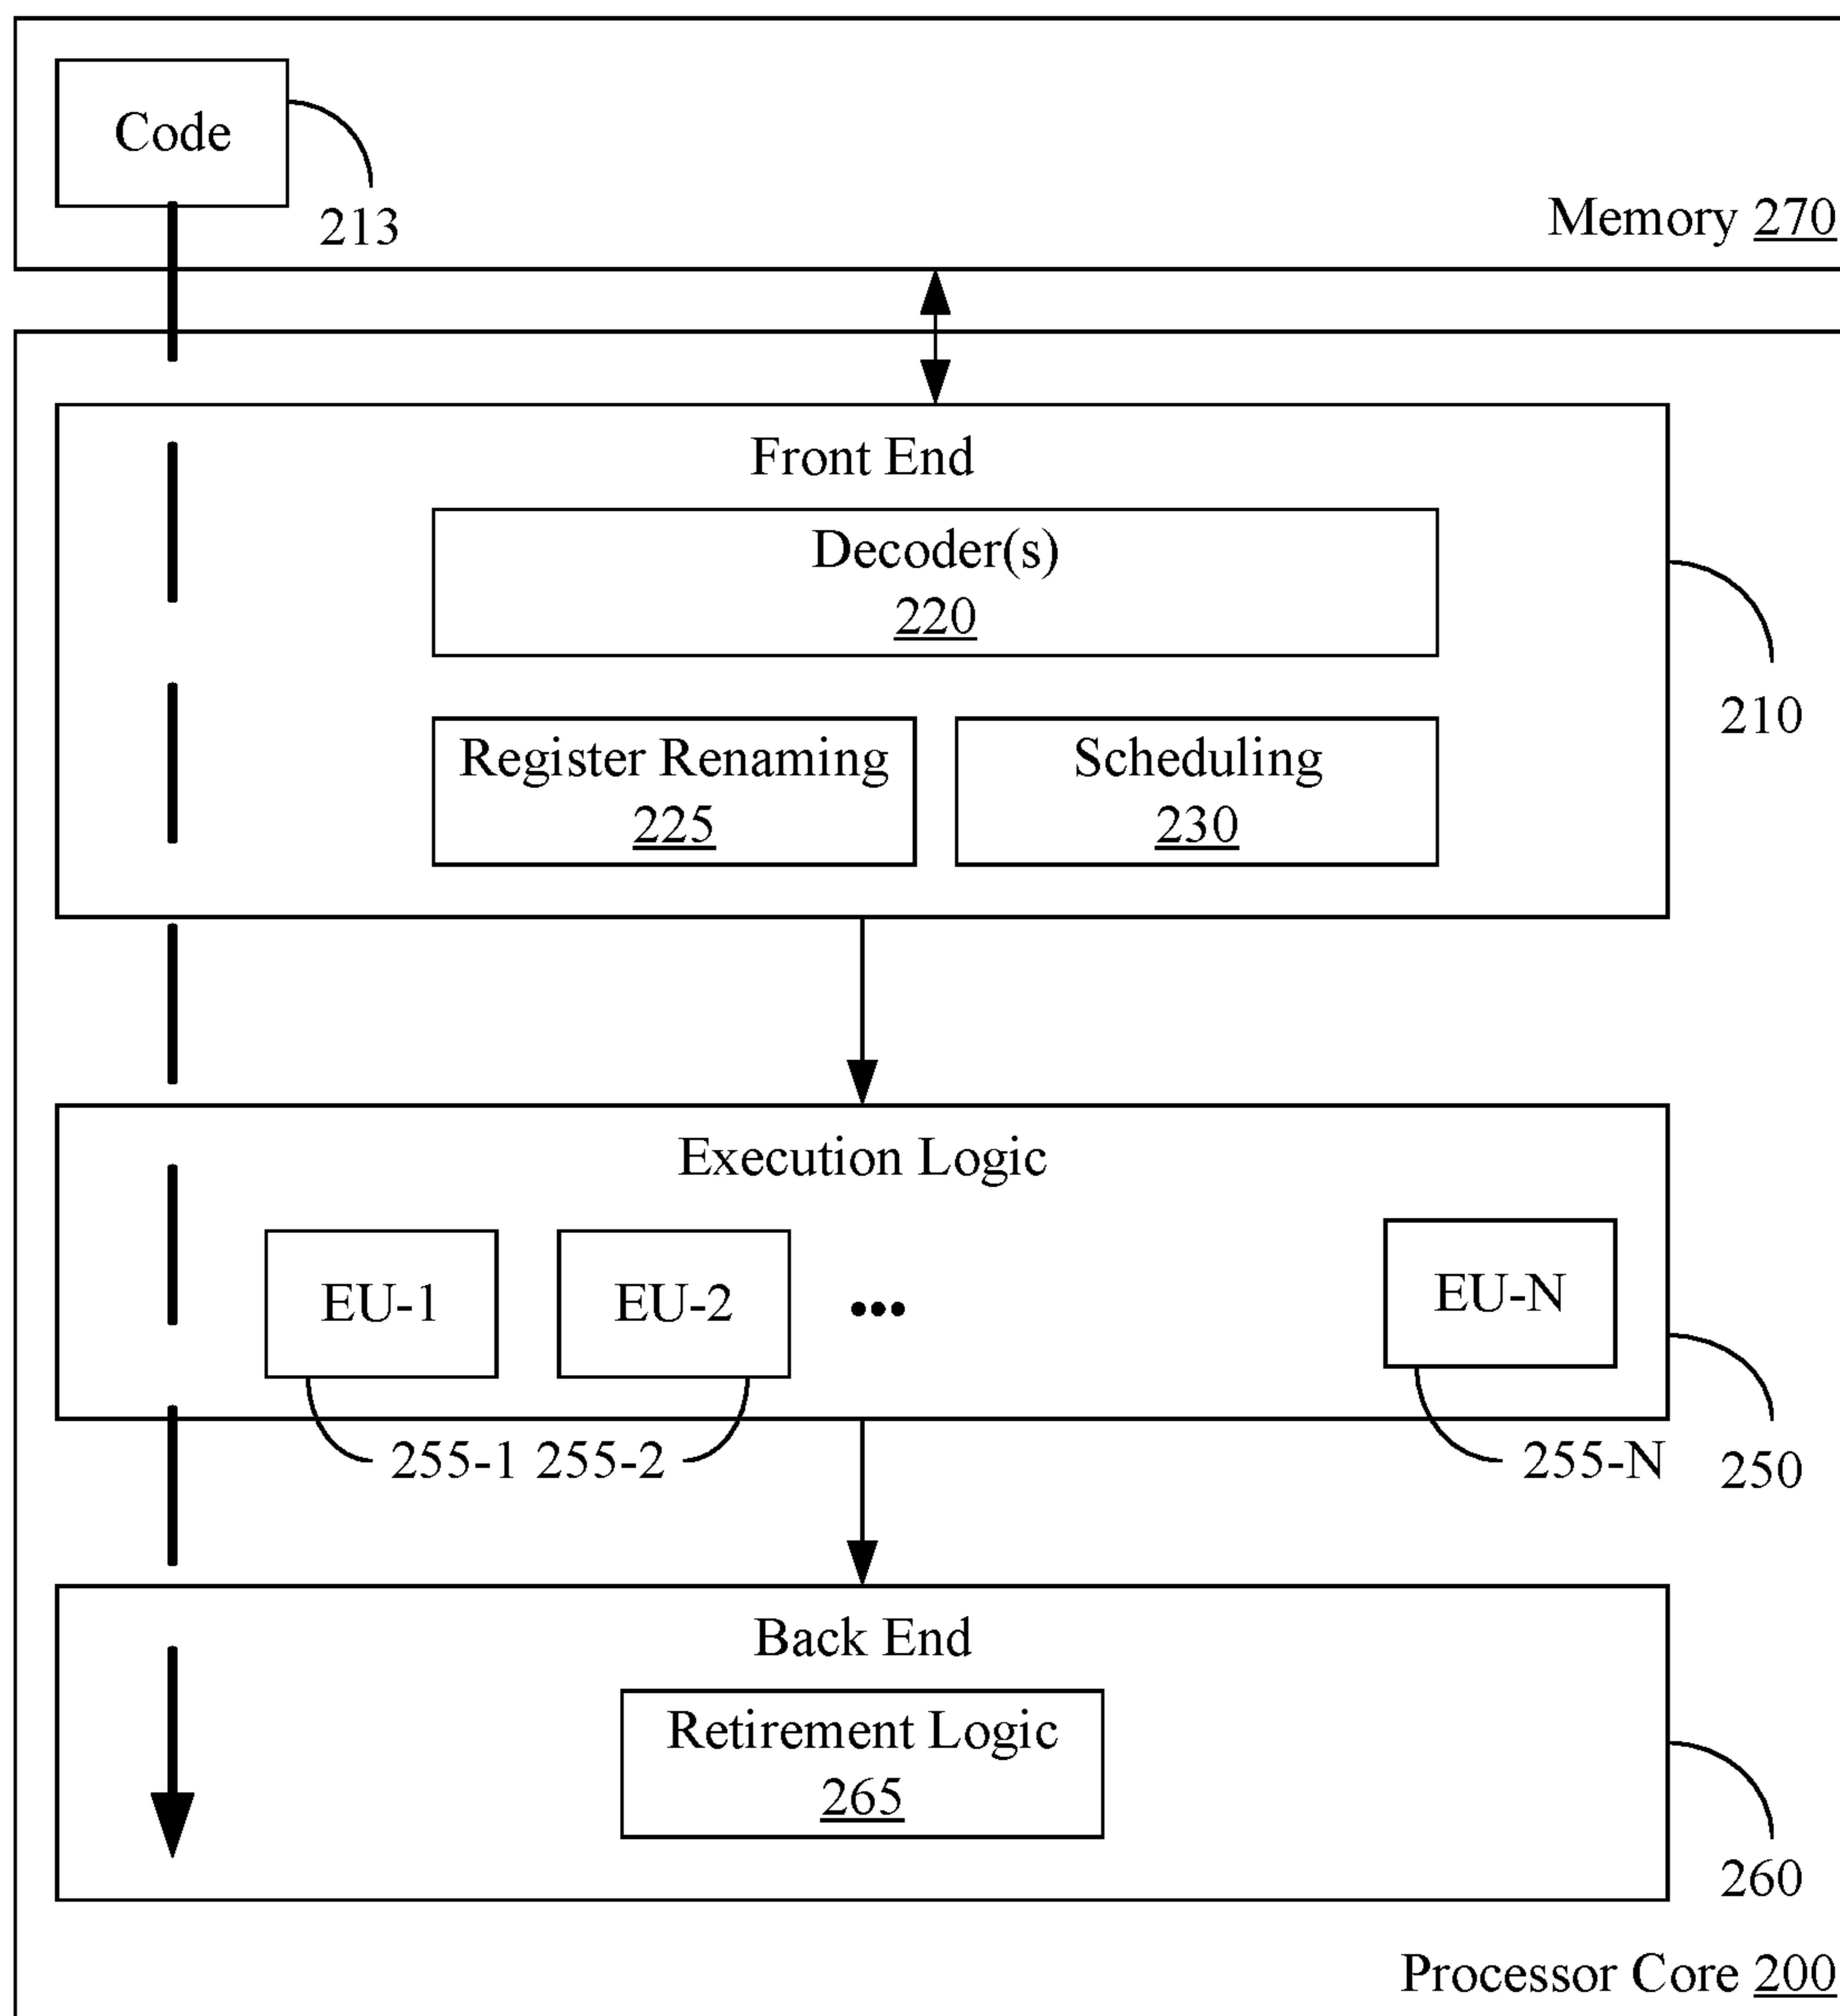 Code
213
Memory 270
Front End
Decoder(s)
220
Register Renaming
225
Scheduling
230
210
Execution Logic
EU-1
EU-2
•••
EU-N
255-1 255-2
255-N
250
Back End
Retirement Logic
265
260
Processor Core 200